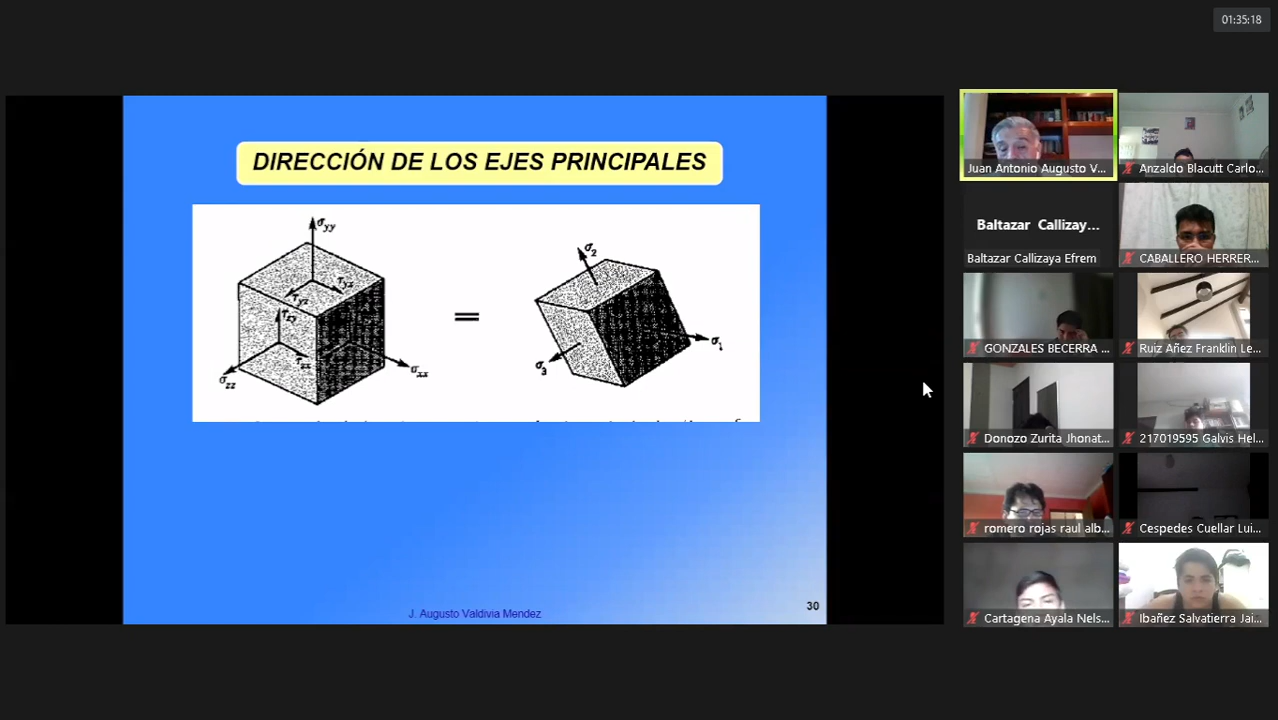 01:35:18
DIRECCIÓN DE LOS EJES PRINCIPALES
σyy
τyz
τyz
τzy
τzx
σzz
σxx
=
σ2
σ1
σ3
J. Augusto Valdivia Mendez
30
Juan Antonio Augusto V...
Anzaldo Blacutt Carlo...
Baltazar Callizay...
Baltazar Callizaya Efrem
CABALLERO HERRER...
GONZALES BECERRA ...
Ruiz Añez Franklin Le...
Donozo Zurita Jhonat...
217019595 Galvis Hel...
romero rojas raul alb...
Cespedes Cuellar Lui...
Cartagena Ayala Nels...
Ibañez Salvatierra Jai...